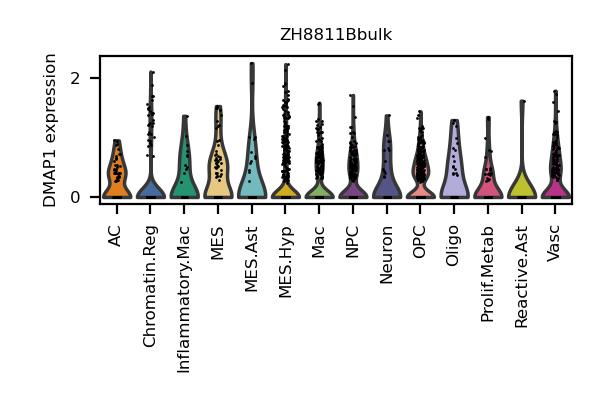 ZH8811Bbulk
DMAP1 expression
2
0
AC
Chromatin.Reg
Inflammatory.Mac
MES
MES.Ast
MES.Hyp
Mac
NPC
Neuron
OPC
Oligo
Prolif.Metab
Reactive.Ast
Vasc